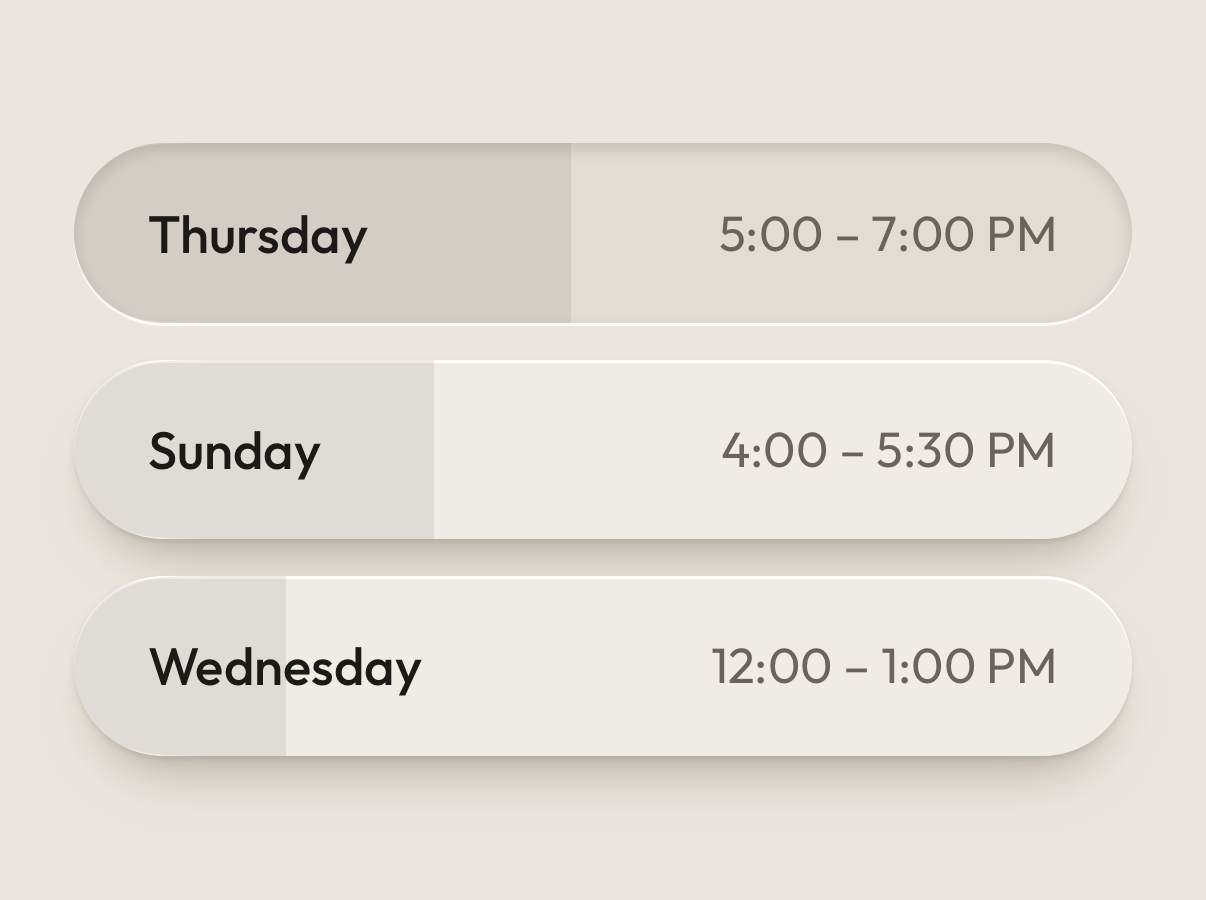 Thursday 5:00 – 7:00 PM
Sunday 4:00 – 5:30 PM
Wednesday 12:00 – 1:00 PM